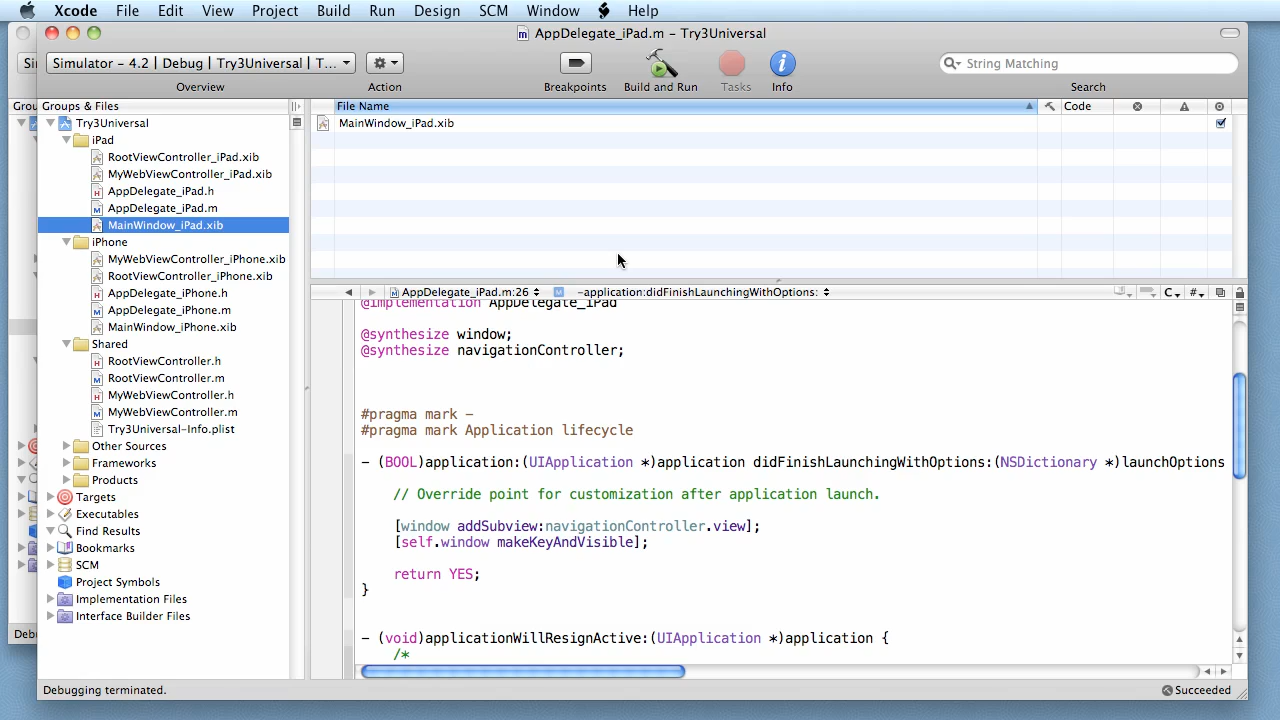 Xcode File Edit View Project Build Run Design SCM Window Help
AppDelegate_iPad.m – Try3Universal
Simulator – 4.2 | Debug | Try3Universal | T...
String Matching
Overview Action Breakpoints Build and Run Tasks Info Search
Groups & Files
File Name Code
Try3Universal
MainWindow_iPad.xib
iPad
RootViewController_iPad.xib
MyWebViewController_iPad.xib
AppDelegate_iPad.h
AppDelegate_iPad.m
MainWindow_iPad.xib
iPhone
MyWebViewController_iPhone.xib
RootViewController_iPhone.xib
AppDelegate_iPhone.h
AppDelegate_iPhone.m
MainWindow_iPhone.xib
Shared
RootViewController.h
RootViewController.m
MyWebViewController.h
MyWebViewController.m
Try3Universal-Info.plist
Other Sources
Frameworks
Products
Targets
Executables
Find Results
Bookmarks
SCM
Project Symbols
Implementation Files
Interface Builder Files
AppDelegate_iPad.m:26 M -application:didFinishLaunchingWithOptions: C #
@implementation AppDelegate_iPad
@synthesize window;
@synthesize navigationController;
#pragma mark -
#pragma mark Application lifecycle
- (BOOL)application:(UIApplication *)application didFinishLaunchingWithOptions:(NSDictionary *)launchOptions
// Override point for customization after application launch.
[window addSubview:navigationController.view];
[self.window makeKeyAndVisible];
return YES;
}
- (void)applicationWillResignActive:(UIApplication *)application {
/*
Debugging terminated.
Succeeded